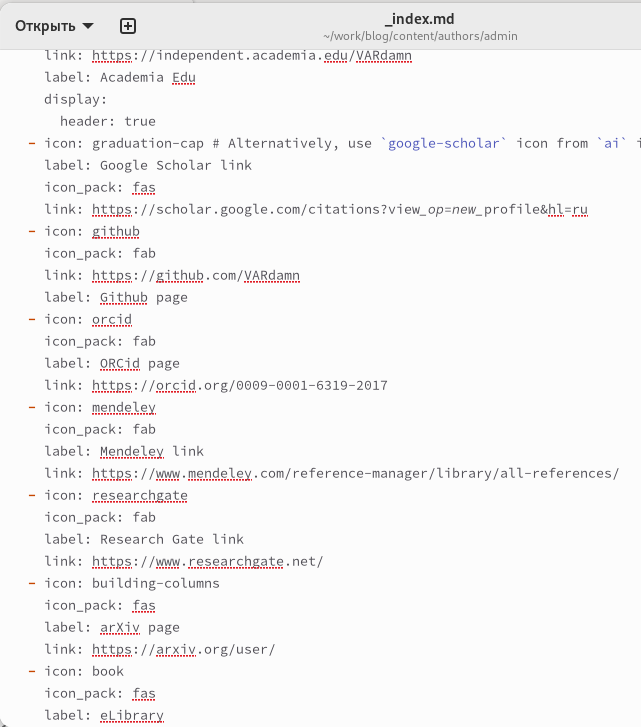 Открыть
_index.md
~/work/blog/content/authors/admin
link: https://independent.academia.edu/VARdamn
label: Academia Edu
display:
header: true
- icon: graduation-cap # Alternatively, use `google-scholar` icon from `ai` i
label: Google Scholar link
icon_pack: fas
link: https://scholar.google.com/citations?view_op=new_profile&hl=ru
- icon: github
icon_pack: fab
link: https://github.com/VARdamn
label: Github page
- icon: orcid
icon_pack: fab
label: ORCid page
link: https://orcid.org/0009-0001-6319-2017
- icon: mendeley
icon_pack: fab
label: Mendeley link
link: https://www.mendeley.com/reference-manager/library/all-references/
- icon: researchgate
icon_pack: fab
label: Research Gate link
link: https://www.researchgate.net/
- icon: building-columns
icon_pack: fas
label: arXiv page
link: https://arxiv.org/user/
- icon: book
icon_pack: fas
label: eLibrary